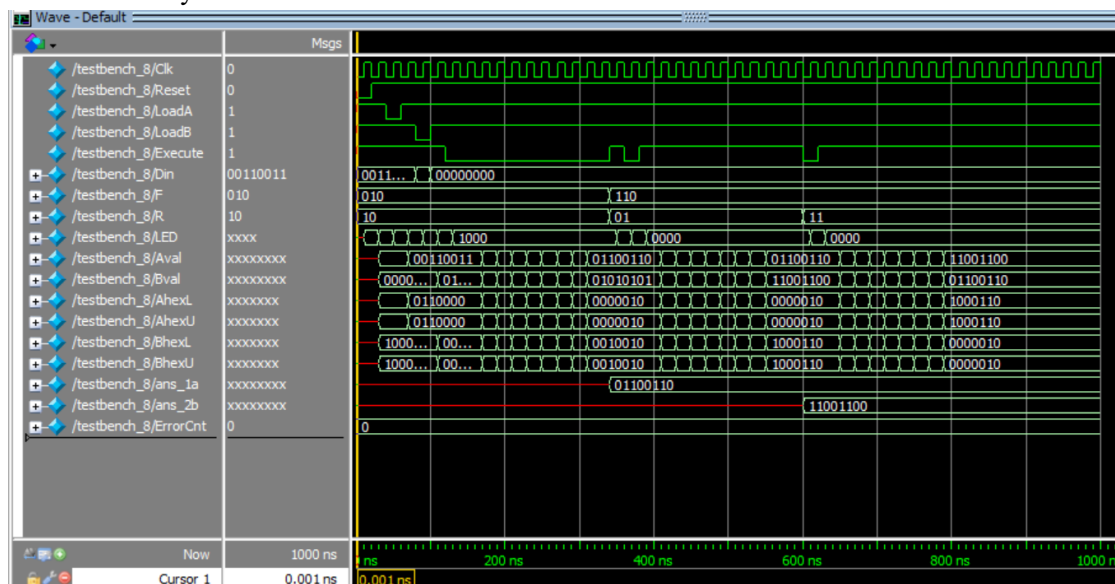 Wave - Default
Msgs
/testbench_8/Clk 0
/testbench_8/Reset 0
/testbench_8/LoadA 1
/testbench_8/LoadB 1
/testbench_8/Execute 1
/testbench_8/Din 00110011 0011... 00000000
/testbench_8/F 010 010 110
/testbench_8/R 10 10 01 11
/testbench_8/LED xxxx 1000 0000 0000
/testbench_8/Aval xxxxxxxx 00110011 01100110 01100110 11001100
/testbench_8/Bval xxxxxxxx 0000... 01... 01010101 11001100 01100110
/testbench_8/AhexL xxxxxxx 0110000 0000010 0000010 1000110
/testbench_8/AhexU xxxxxxx 0110000 0000010 0000010 1000110
/testbench_8/BhexL xxxxxxx 1000... 00... 0010010 1000110 0000010
/testbench_8/BhexU xxxxxxx 1000... 00... 0010010 1000110 0000010
/testbench_8/ans_1a xxxxxxxx 01100110
/testbench_8/ans_2b xxxxxxxx 11001100
/testbench_8/ErrorCnt 0 0
Now 1000 ns ns 200 ns 400 ns 600 ns 800 ns 1000 n
Cursor 1 0.001 ns 0.001 ns